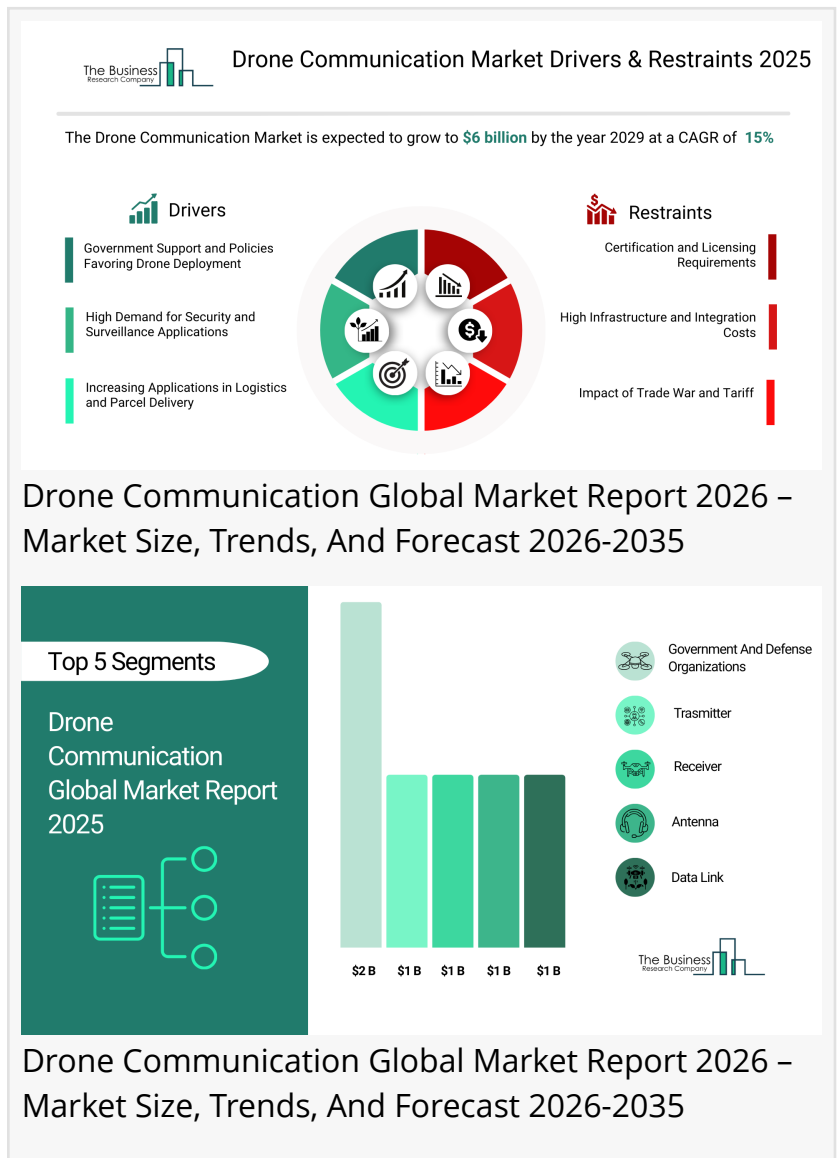 The Business
Research Company
Drone Communication Market Drivers & Restraints 2025
The Drone Communication Market is expected to grow to $6 billion by the year 2029 at a CAGR of 15%
Drivers
Government Support and Policies
Favoring Drone Deployment
High Demand for Security and
Surveillance Applications
Increasing Applications in Logistics
and Parcel Delivery
Restraints
Certification and Licensing
Requirements
High Infrastructure and Integration
Costs
Impact of Trade War and Tariff
Drone Communication Global Market Report 2026 –
Market Size, Trends, And Forecast 2026-2035
Top 5 Segments
Drone
Communication
Global Market Report
2025
$2 B $1 B $1 B $1 B $1 B
Government And Defense
Organizations
Trasmitter
Receiver
Antenna
Data Link
The Business
Research Company
Drone Communication Global Market Report 2026 –
Market Size, Trends, And Forecast 2026-2035